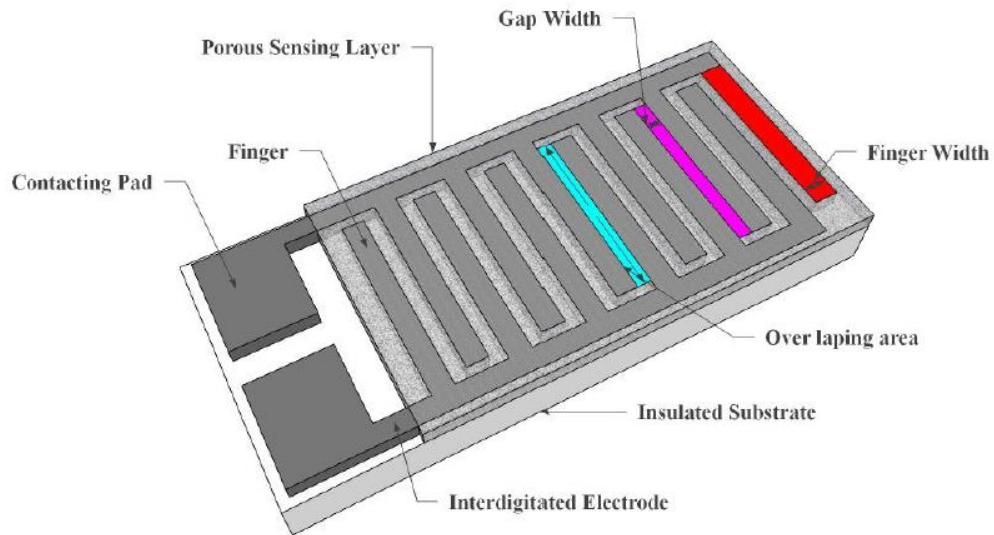 Gap Width
Porous Sensing Layer
Finger
Finger Width
Contacting Pad
Over laping area
Insulated Substrate
Interdigitated Electrode